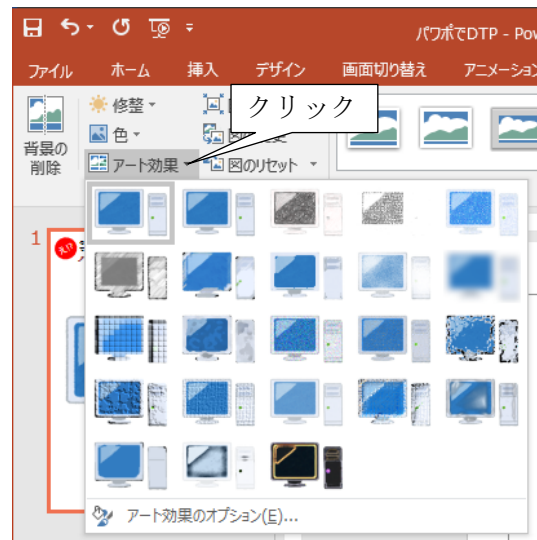 パワポでDTP - Pow
ファイル ホーム 挿入 デザイン 画面切り替え アニメーション
修整
クリック
色
背景の
削除
アート効果
図のリセット
1
アート効果のオプション(E)...